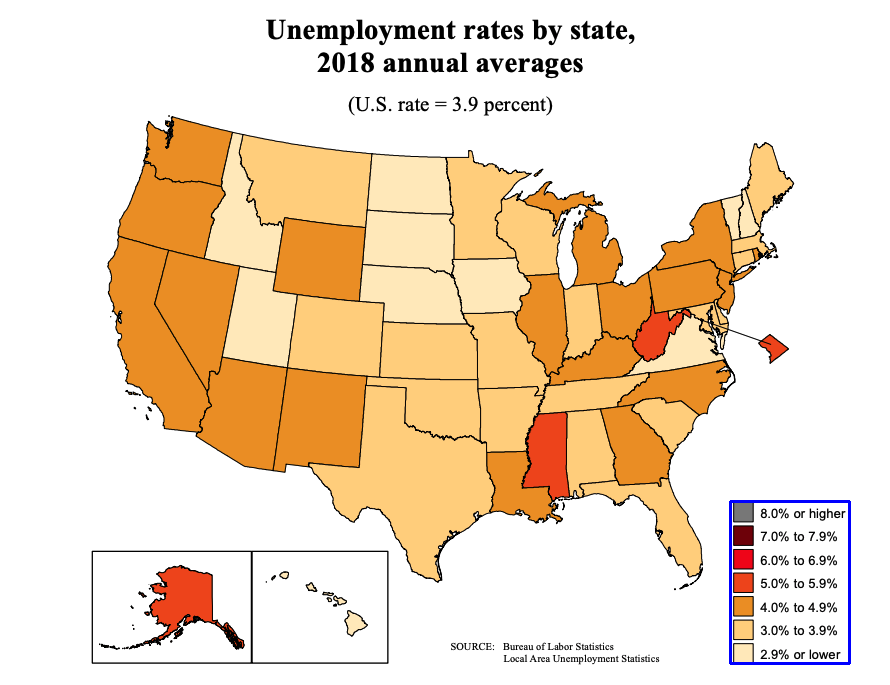 Unemployment rates by state,
2018 annual averages
(U.S. rate = 3.9 percent)
8.0% or higher
7.0% to 7.9%
6.0% to 6.9%
5.0% to 5.9%
4.0% to 4.9%
3.0% to 3.9%
2.9% or lower
SOURCE: Bureau of Labor Statistics
Local Area Unemployment Statistics